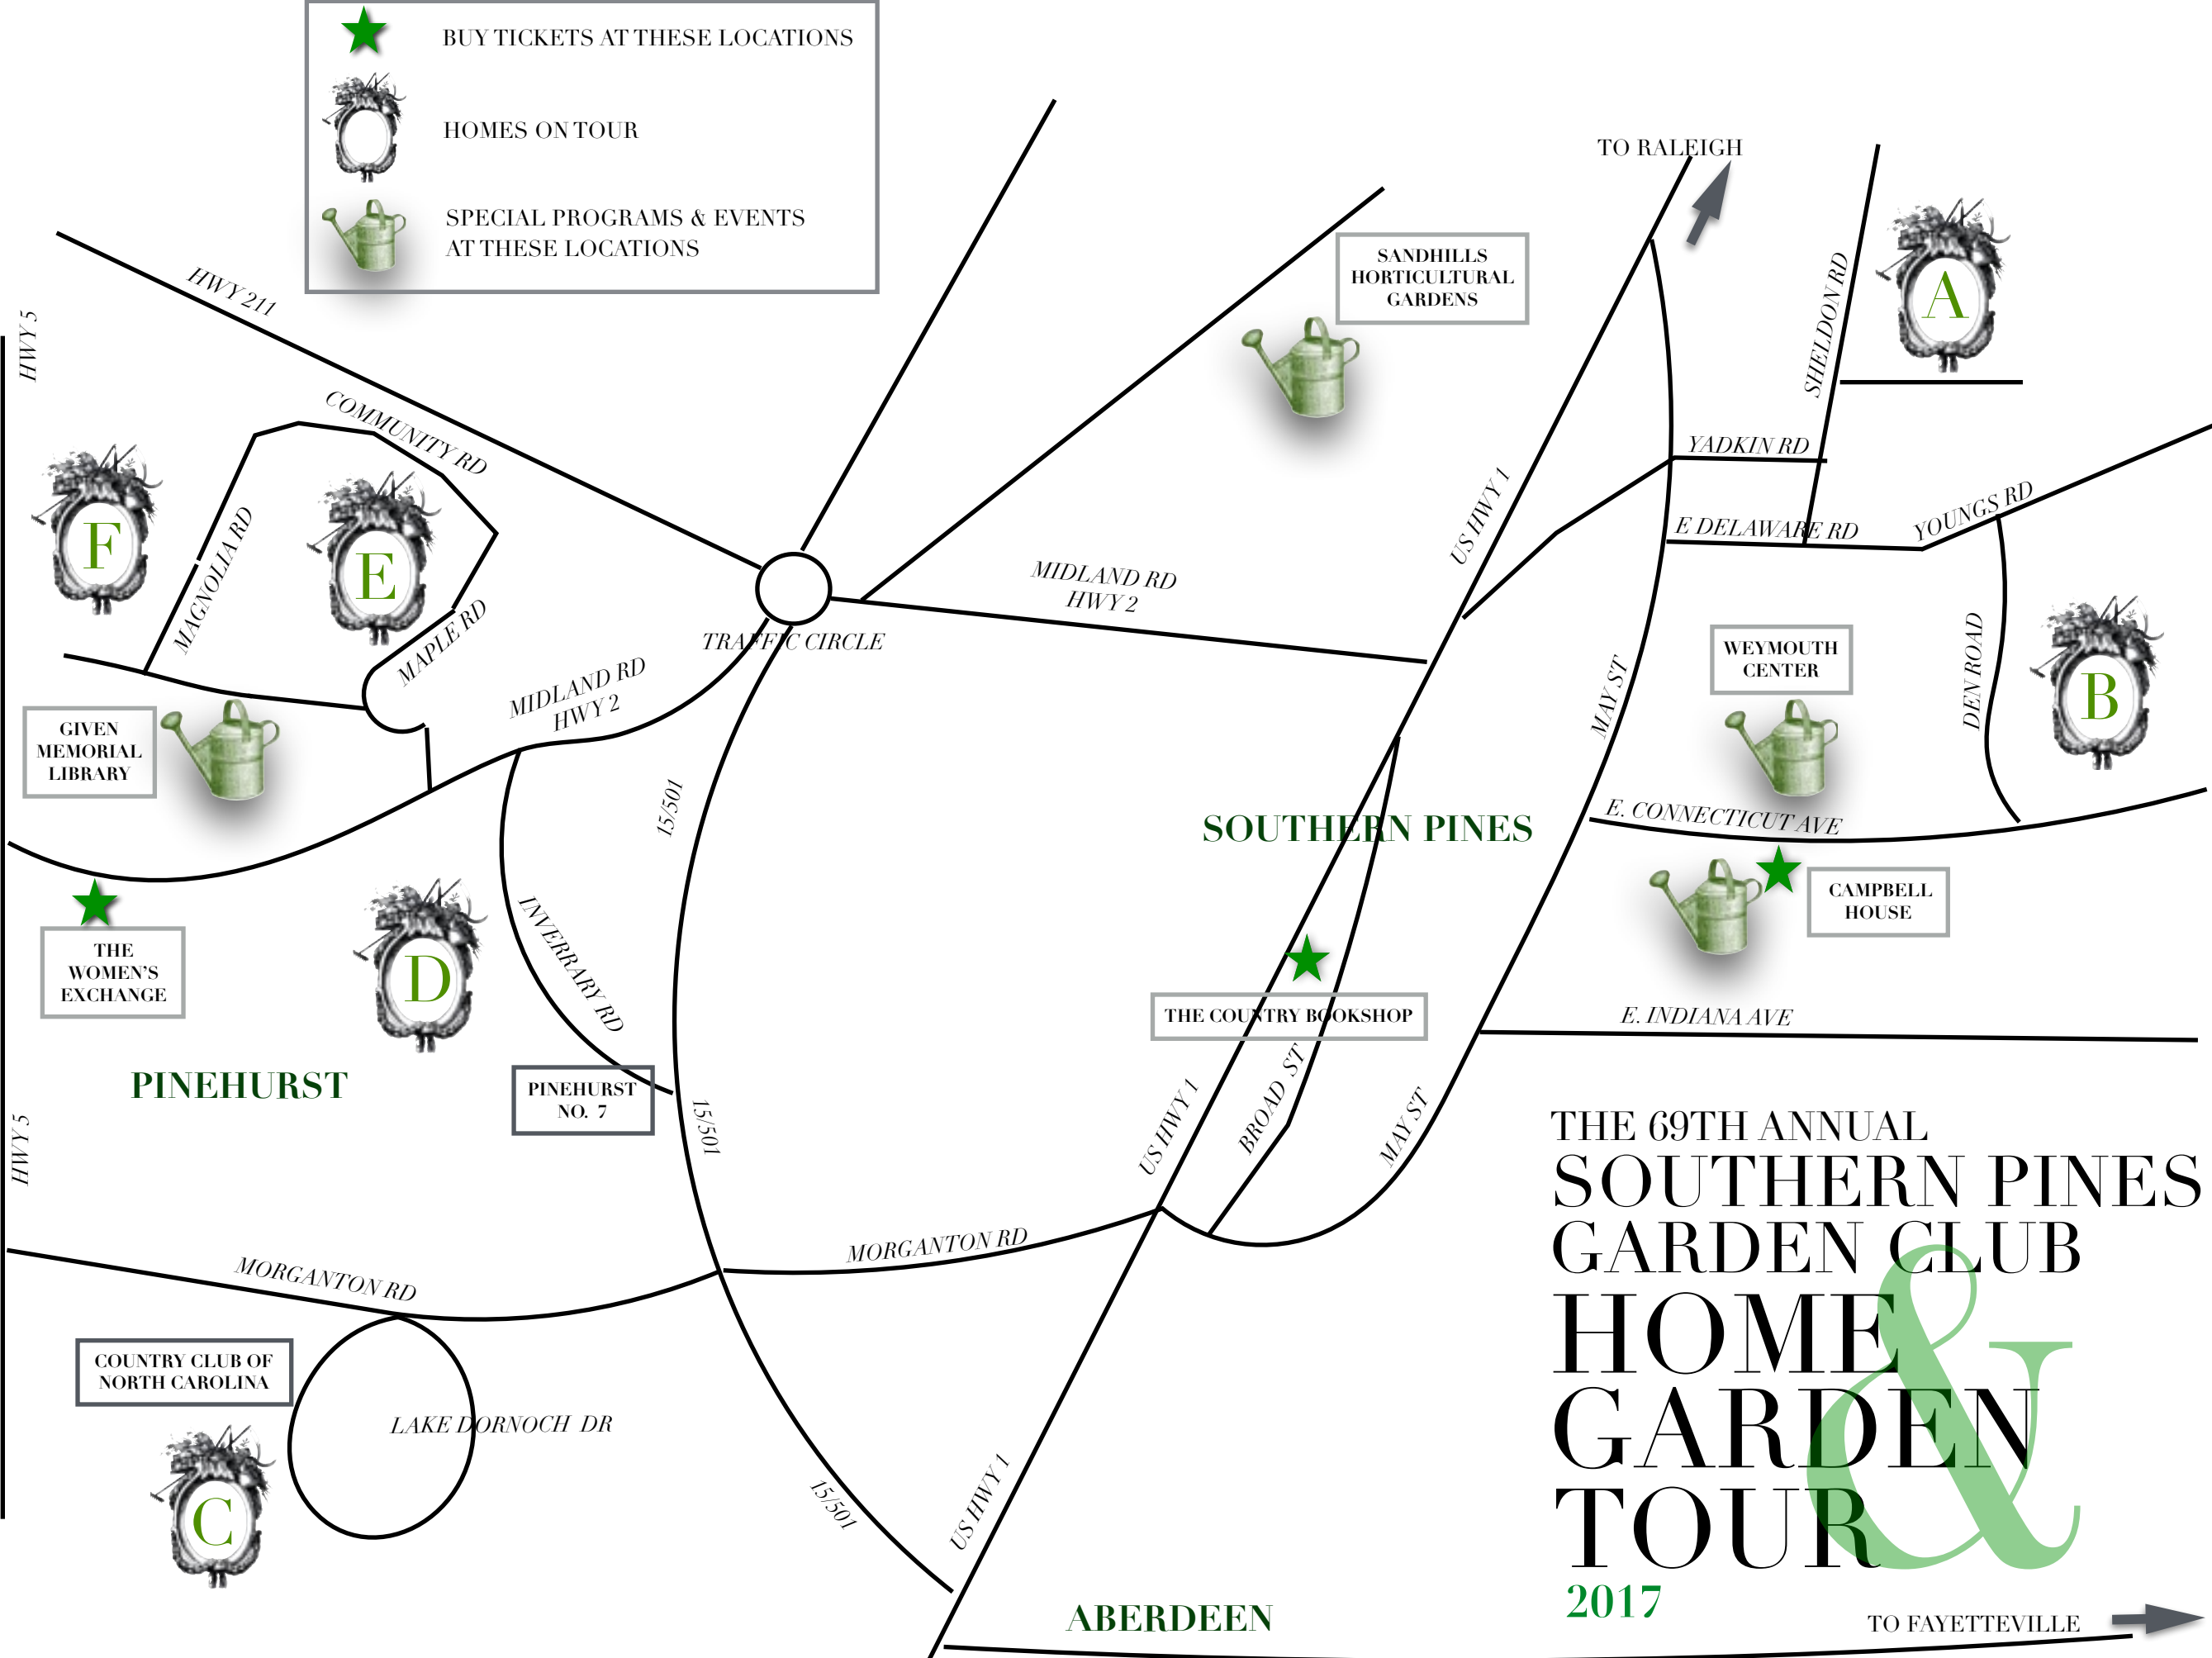 BUY TICKETS AT THESE LOCATIONS
HOMES ON TOUR
SPECIAL PROGRAMS & EVENTS
AT THESE LOCATIONS
TO RALEIGH
SANDHILLS
HORTICULTURAL
GARDENS
A
SHELDON RD
HWY 211
HWY 5
COMMUNITY RD
YADKIN RD
US HWY 1
E DELAWARE RD
YOUNGS RD
F
E
MAGNOLIA RD
MAPLE RD
MIDLAND RD
HWY 2
TRAFFIC CIRCLE
MIDLAND RD
HWY 2
MAY ST
WEYMOUTH
CENTER
DEN ROAD
B
GIVEN
MEMORIAL
LIBRARY
15/501
SOUTHERN PINES
E. CONNECTICUT AVE
CAMPBELL
HOUSE
THE
WOMEN'S
EXCHANGE
D
INVERRARY RD
THE COUNTRY BOOKSHOP
E. INDIANA AVE
PINEHURST
PINEHURST
NO. 7
15/501
US HWY 1
BROAD ST
MAY ST
HWY 5
MORGANTON RD
MORGANTON RD
COUNTRY CLUB OF
NORTH CAROLINA
LAKE DORNOCH DR
C
15/501
US HWY 1
ABERDEEN
THE 69TH ANNUAL
SOUTHERN PINES
GARDEN CLUB
HOME
&
GARDEN
TOUR
2017
TO FAYETTEVILLE